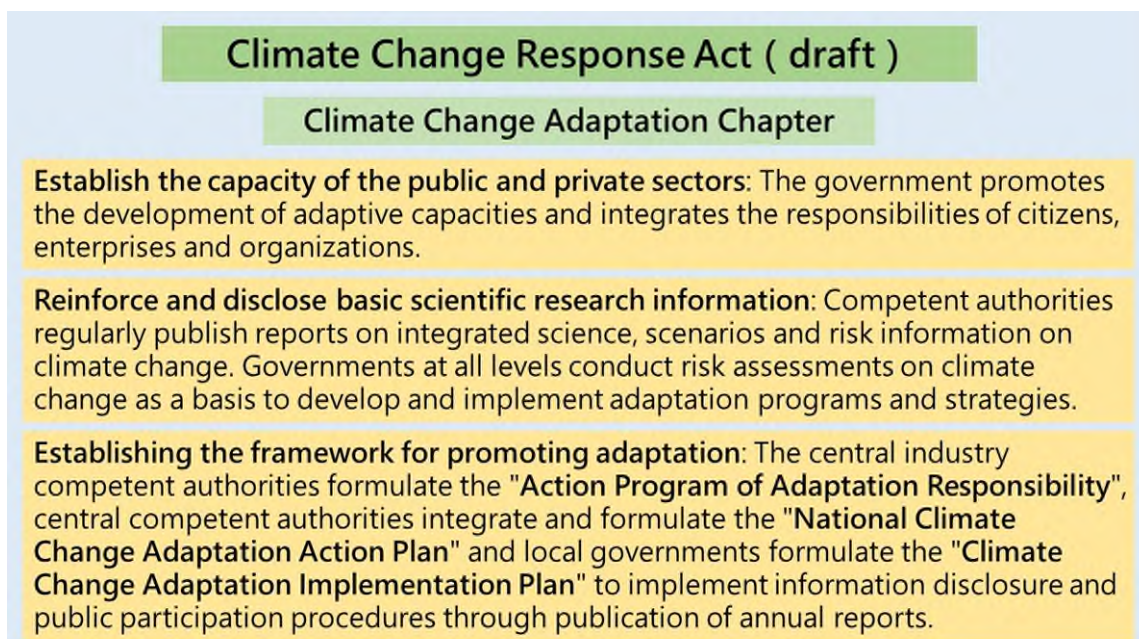 Climate Change Response Act ( draft )
Climate Change Adaptation Chapter
Establish the capacity of the public and private sectors: The government promotes
the development of adaptive capacities and integrates the responsibilities of citizens,
enterprises and organizations.
Reinforce and disclose basic scientific research information: Competent authorities
regularly publish reports on integrated science, scenarios and risk information on
climate change. Governments at all levels conduct risk assessments on climate
change as a basis to develop and implement adaptation programs and strategies.
Establishing the framework for promoting adaptation: The central industry
competent authorities formulate the "Action Program of Adaptation Responsibility",
central competent authorities integrate and formulate the "National Climate
Change Adaptation Action Plan" and local governments formulate the "Climate
Change Adaptation Implementation Plan" to implement information disclosure and
public participation procedures through publication of annual reports.